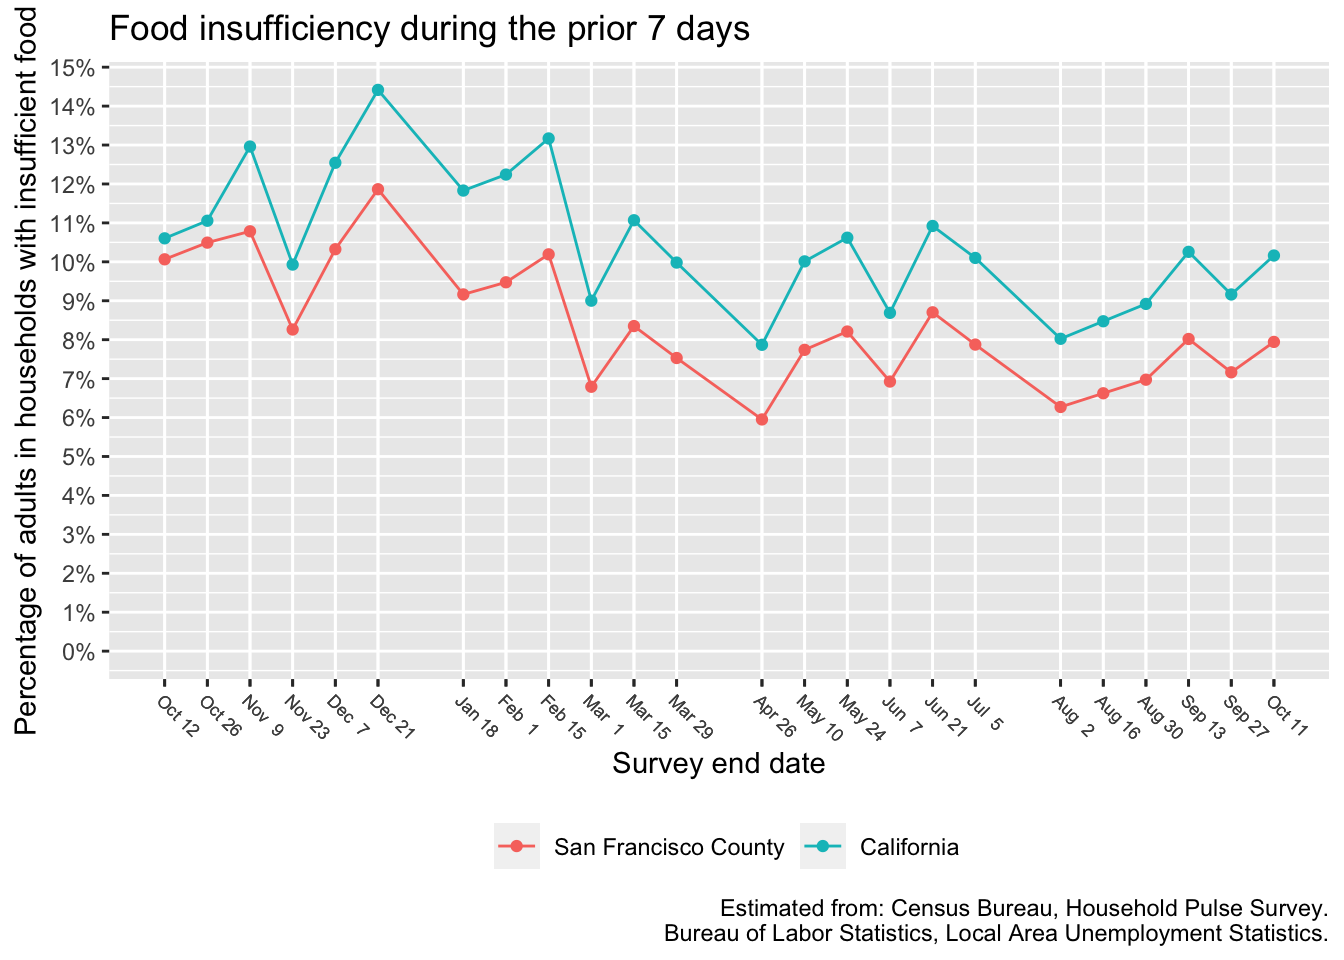 Food insufficiency during the prior 7 days
Percentage of adults in households with insufficient food
15%
14%
13%
12%
11%
10%
9%
8%
7%
6%
5%
4%
3%
2%
1%
0%
Oct 12
Oct 26
Nov 9
Nov 23
Dec 7
Dec 21
Jan 18
Feb 1
Feb 15
Mar 1
Mar 15
Mar 29
Apr 26
May 10
May 24
Jun 7
Jun 21
Jul 5
Aug 2
Aug 16
Aug 30
Sep 13
Sep 27
Oct 11
Survey end date
San Francisco County
California
Estimated from: Census Bureau, Household Pulse Survey.
Bureau of Labor Statistics, Local Area Unemployment Statistics.